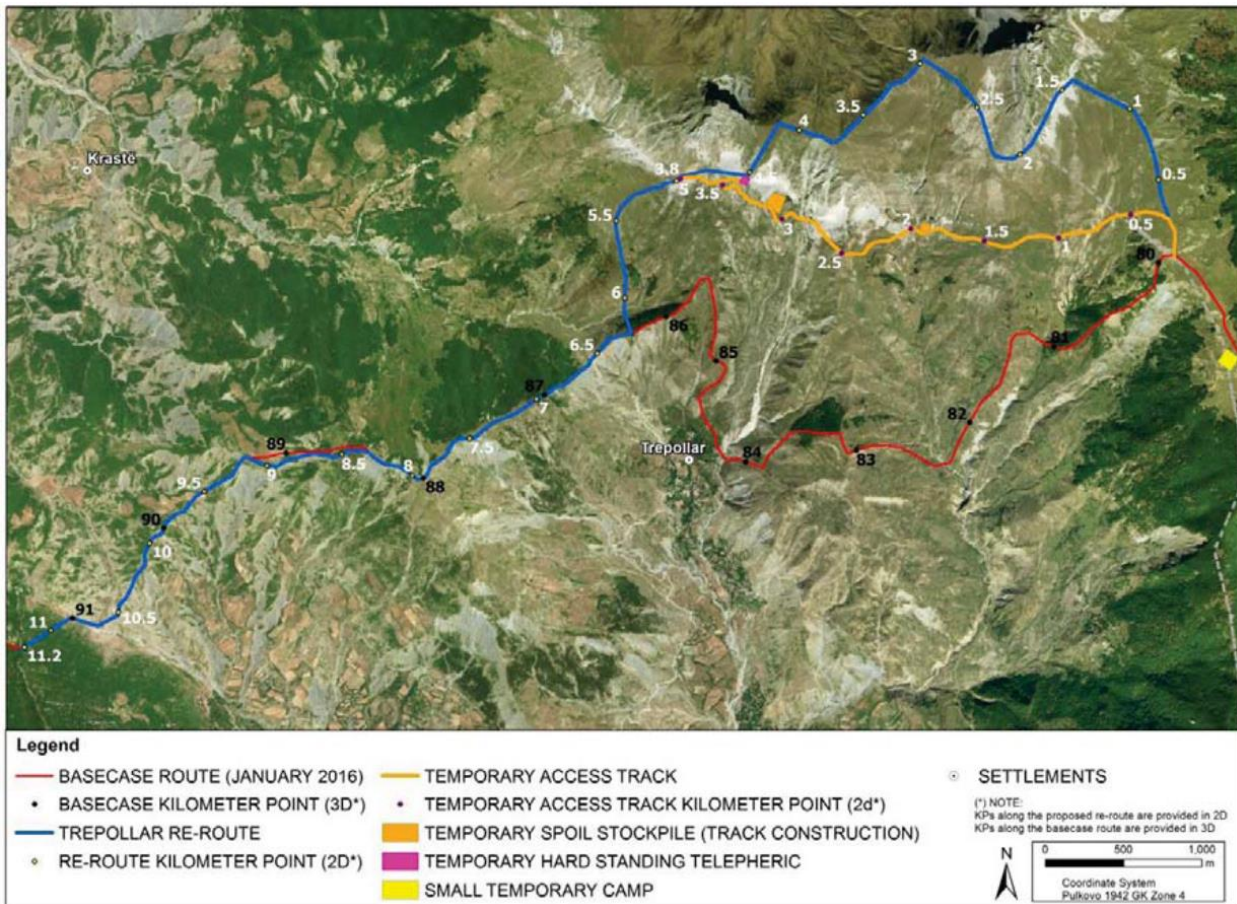 3
1.5
2.5
1
3.5
4
2
Krastë
3.8
5
3.5
0.5
5.5
3
2
0.5
2.5
1.5
1
80
6
86
81
6.5
85
87
7
82
7.5
89
8.5
Trepollar
84
83
9
8
88
9.5
90
10
91
10.5
11
11.2
Legend
BASECASE ROUTE (JANUARY 2016)
BASECASE KILOMETER POINT (3D*)
TREPOLLAR RE-ROUTE
RE-ROUTE KILOMETER POINT (2D*)
TEMPORARY ACCESS TRACK
TEMPORARY ACCESS TRACK KILOMETER POINT (2d*)
TEMPORARY SPOIL STOCKPILE (TRACK CONSTRUCTION)
TEMPORARY HARD STANDING TELEPHERIC
SMALL TEMPORARY CAMP
SETTLEMENTS
(*) NOTE:
KPs along the proposed re-route are provided in 2D
KPs along the basecase route are provided in 3D
N
0 500 1,000
m
Coordinate System
Pulkovo 1942 GK Zone 4